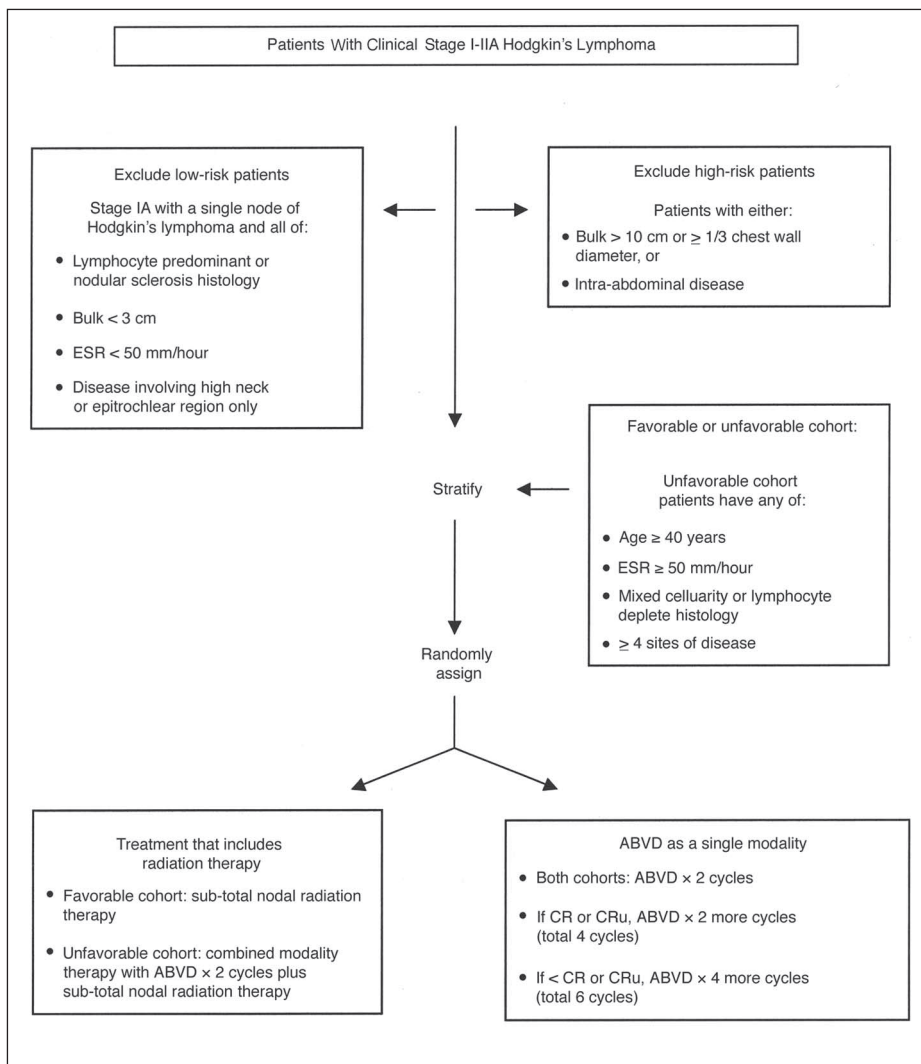 Patients With Clinical Stage I-IIA Hodgkin's Lymphoma
Exclude low-risk patients
Stage IA with a single node of
Hodgkin's lymphoma and all of:
• Lymphocyte predominant or
nodular sclerosis histology
• Bulk < 3 cm
• ESR < 50 mm/hour
• Disease involving high neck
or epitrochlear region only
Exclude high-risk patients
Patients with either:
• Bulk > 10 cm or ≥ 1/3 chest wall
diameter, or
• Intra-abdominal disease
Favorable or unfavorable cohort:
Unfavorable cohort
patients have any of:
• Age ≥ 40 years
• ESR ≥ 50 mm/hour
• Mixed celluarity or lymphocyte
deplete histology
• ≥ 4 sites of disease
Stratify
Randomly
assign
Treatment that includes
radiation therapy
• Favorable cohort: sub-total nodal radiation
therapy
• Unfavorable cohort: combined modality
therapy with ABVD × 2 cycles plus
sub-total nodal radiation therapy
ABVD as a single modality
• Both cohorts: ABVD × 2 cycles
• If CR or CRu, ABVD × 2 more cycles
(total 4 cycles)
• If < CR or CRu, ABVD × 4 more cycles
(total 6 cycles)